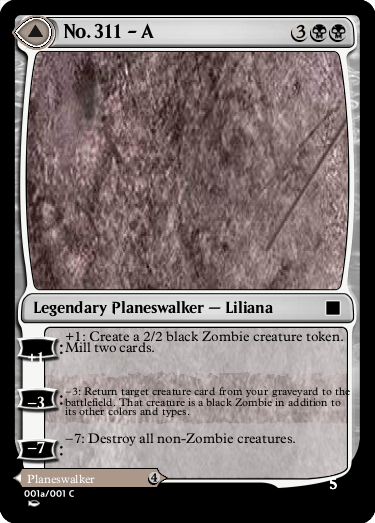 No. 311 – A
3
Legendary Planeswalker — Liliana
+1: Create a 2/2 black Zombie creature token.
+1 : Mill two cards.
−3: Return target creature card from your graveyard to the
−3 : battlefield. That creature is a black Zombie in addition to
its other colors and types.
−7 : −7: Destroy all non-Zombie creatures.
Planeswalker 4
5
001a/001 C